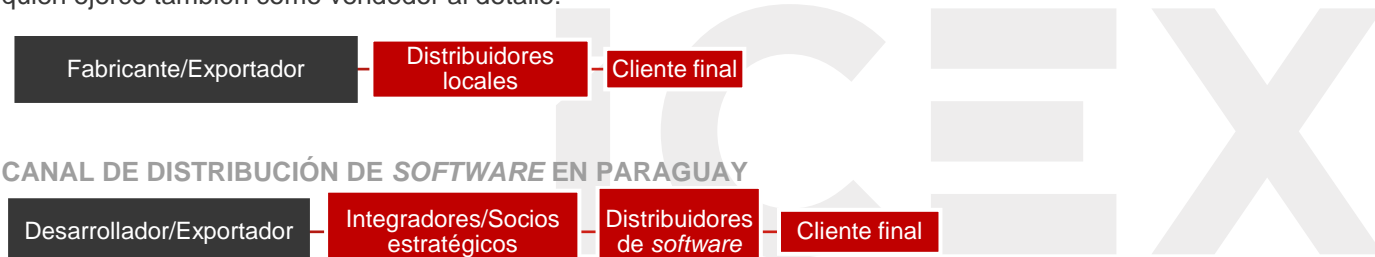 quien ejerce también como vendedor al detalle.
Fabricante/Exportador
Distribuidores
locales
Cliente final
CANAL DE DISTRIBUCIÓN DE SOFTWARE EN PARAGUAY
Desarrollador/Exportador
Integradores/Socios
estratégicos
Distribuidores
de software
Cliente final
ICEX